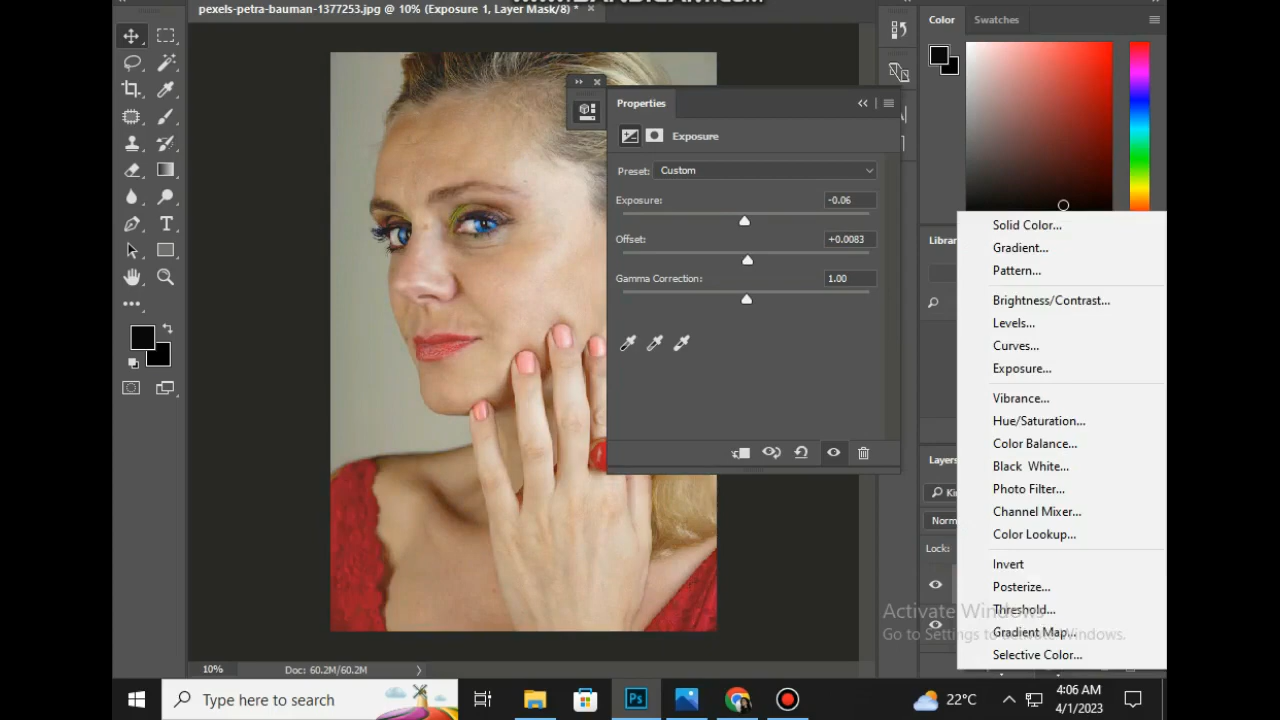 pexels-petra-bauman-1377253.jpg @ 10% (Exposure 1, Layer Mask/8) *
Color
Swatches
Properties
Exposure
Preset:
Custom
Exposure:
-0.06
Offset:
+0.0083
Gamma Correction:
1.00
Solid Color...
Gradient...
Pattern...
Brightness/Contrast...
Levels...
Curves...
Exposure...
Vibrance...
Hue/Saturation...
Color Balance...
Black White...
Photo Filter...
Channel Mixer...
Color Lookup...
Invert
Posterize...
Threshold...
Gradient Map...
Selective Color...
Layers
Norm
Lock:
Activate Windows
Go to Settings to activate Windows.
10%
Doc: 60.2M/60.2M
Type here to search
Ps
22°C
4:06 AM
4/1/2023